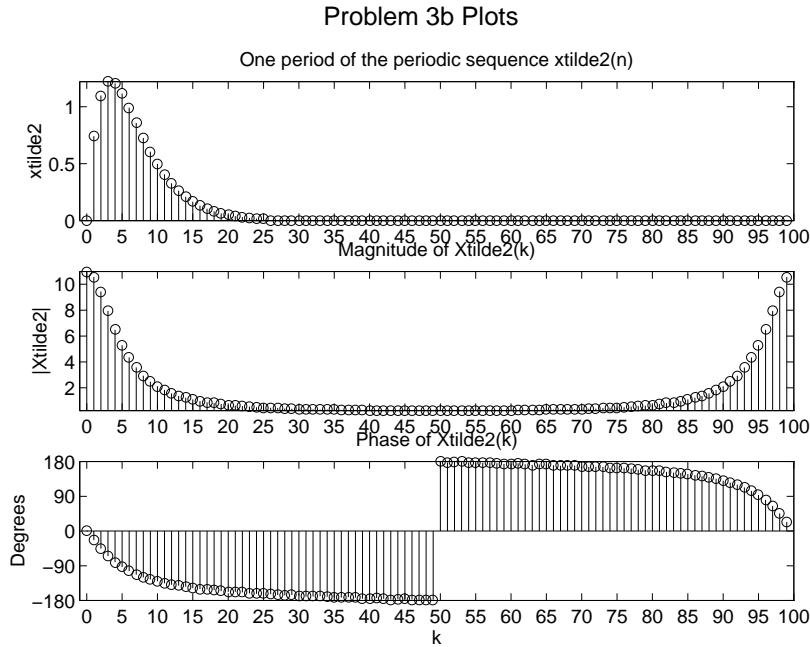 Problem 3b Plots
One period of the periodic sequence xtilde2(n)
xtilde2
1
0.5
0
0 5 10 15 20 25 30 35 40 45 50 55 60 65 70 75 80 85 90 95 100
Magnitude of Xtilde2(k)
|Xtilde2|
10
8
6
4
2
0 5 10 15 20 25 30 35 40 45 50 55 60 65 70 75 80 85 90 95 100
Phase of Xtilde2(k)
Degrees
180
90
0
−90
−180
0 5 10 15 20 25 30 35 40 45 50 55 60 65 70 75 80 85 90 95 100
k